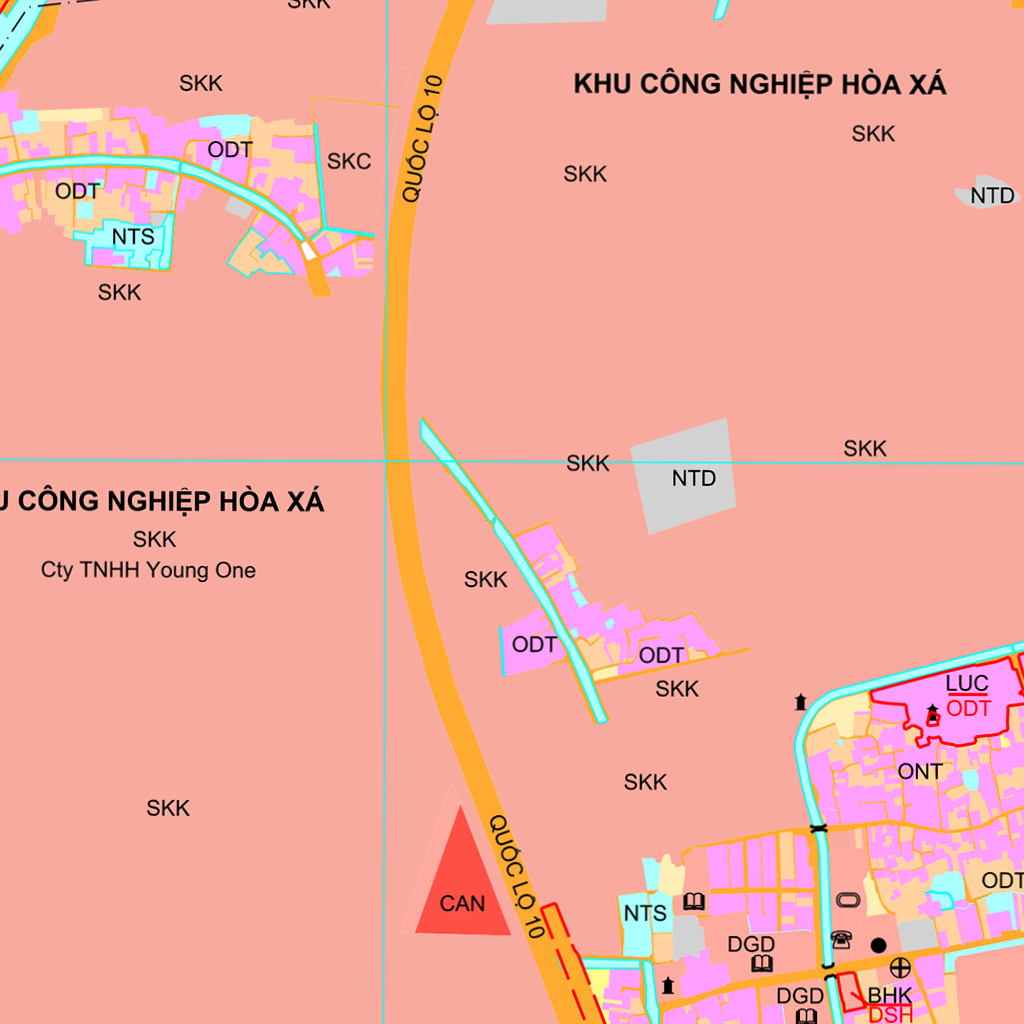 SKK
SKK
KHU CÔNG NGHIỆP HÒA XÁ
QUỐC LỘ 10
SKK
ODT
SKC
SKK
ODT
NTD
NTS
SKK
SKK
SKK
NTD
CÔNG NGHIỆP HÒA XÁ
SKK
Cty TNHH Young One
SKK
ODT
ODT
SKK
LUC
ODT
ONT
SKK
SKK
QUỐC LỘ 10
ODT
CAN
NTS
DGD
DGD
BHK
DSH